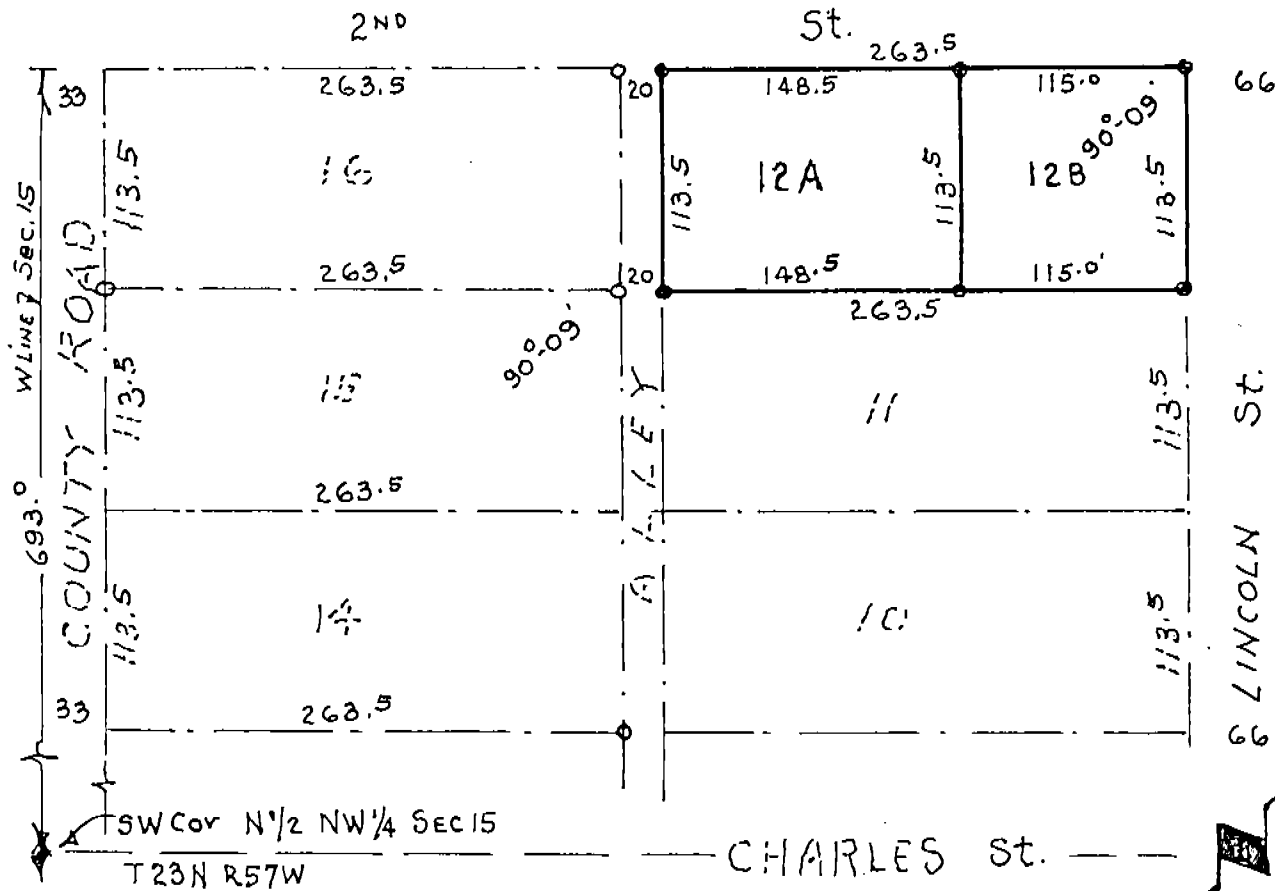 2ND St.
263.5
33 263.5 20 148.5 115.0 66
90°-09'
113.5 16 113.5 12A 113.5 12B 113.5
W LINE Sec. 15
263.5 20 148.5 115.0'
263.5
90°-09'
113.5 15 11 113.5 St.
COUNTY ROAD
ALLEY
263.5
693.0
113.5 14 10 113.5 LINCOLN
33 263.5 66
SW Cor N1/2 NW1/4 SEC 15
CHARLES St.
T23N R57W